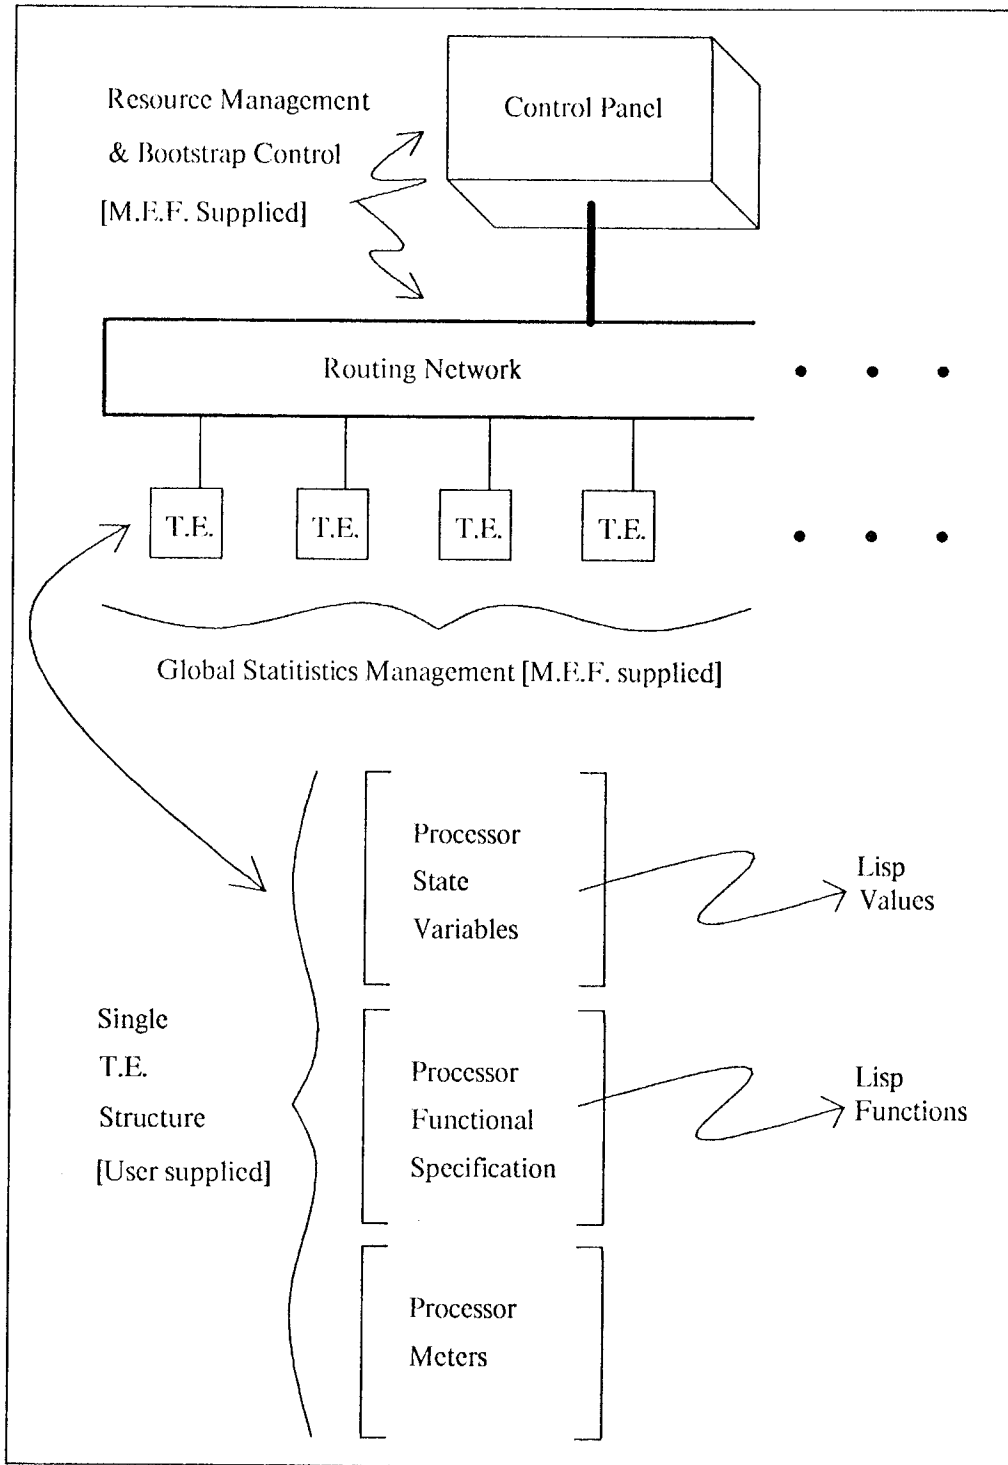 Resource Management
& Bootstrap Control
[M.E.F. Supplied]
Control Panel
Routing Network
T.E.
T.E.
T.E.
T.E.
Global Statitistics Management [M.E.F. supplied]
Single
T.E.
Structure
[User supplied]
Processor
State
Variables
Lisp
Values
Processor
Functional
Specification
Lisp
Functions
Processor
Meters